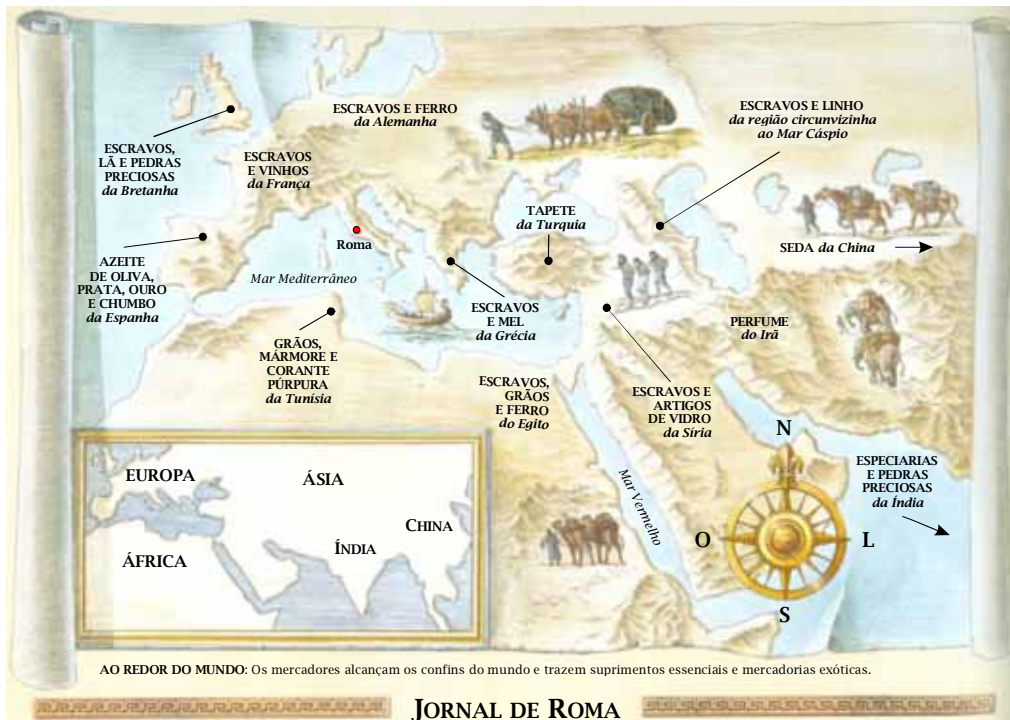 ESCRAVOS E FERRO
da Alemanha
ESCRAVOS E LINHO
da região circunvizinha
ao Mar Cáspio
ESCRAVOS,
LÃ E PEDRAS
PRECIOSAS
da Bretanha
ESCRAVOS
E VINHOS
da França
TAPETE
da Turquia
Roma
SEDA da China
AZEITE
DE OLIVA,
PRATA, OURO
E CHUMBO
da Espanha
Mar Mediterrâneo
ESCRAVOS
E MEL
da Grécia
PERFUME
do Irã
GRÃOS,
MÁRMORE E
CORANTE
PÚRPURA
da Tunísia
ESCRAVOS,
GRÃOS
E FERRO
do Egito
ESCRAVOS E
ARTIGOS
DE VIDRO
da Síria
N
O
L
S
ESPECIARIAS
E PEDRAS
PRECIOSAS
da Índia
Mar Vermelho
EUROPA
ÁSIA
CHINA
ÍNDIA
ÁFRICA
AO REDOR DO MUNDO: Os mercadores alcançam os confins do mundo e trazem suprimentos essenciais e mercadorias exóticas.
JORNAL DE ROMA